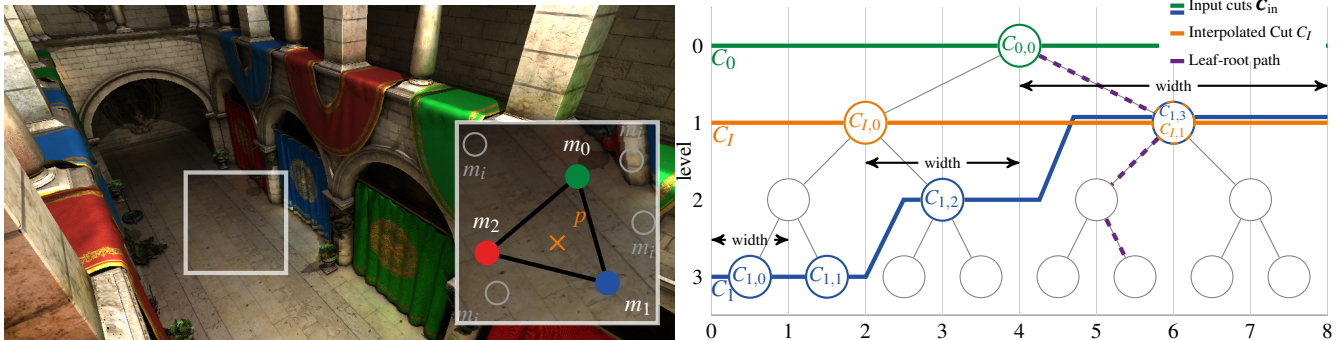 m_i
m_0
m_i
m_2
p
m_i
m_1
m_i
Input cuts C_in
Interpolated Cut C_I
Leaf-root path
level
0
C_0
C_{0,0}
width
1
C_I
C_{I,0}
C_{1,3}
C_{I,1}
width
2
C_{1,2}
width
3
C_1
C_{1,0}
C_{1,1}
0 1 2 3 4 5 6 7 8